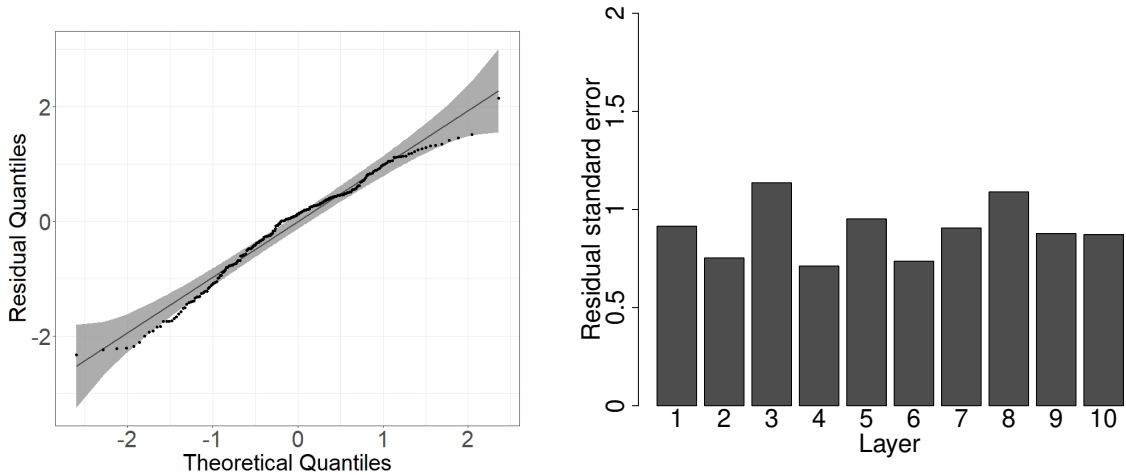 Residual Quantiles
2
0
-2
-2 -1 0 1 2
Theoretical Quantiles
Residual standard error
2
1.5
1
0.5
0
1 2 3 4 5 6 7 8 9 10
Layer